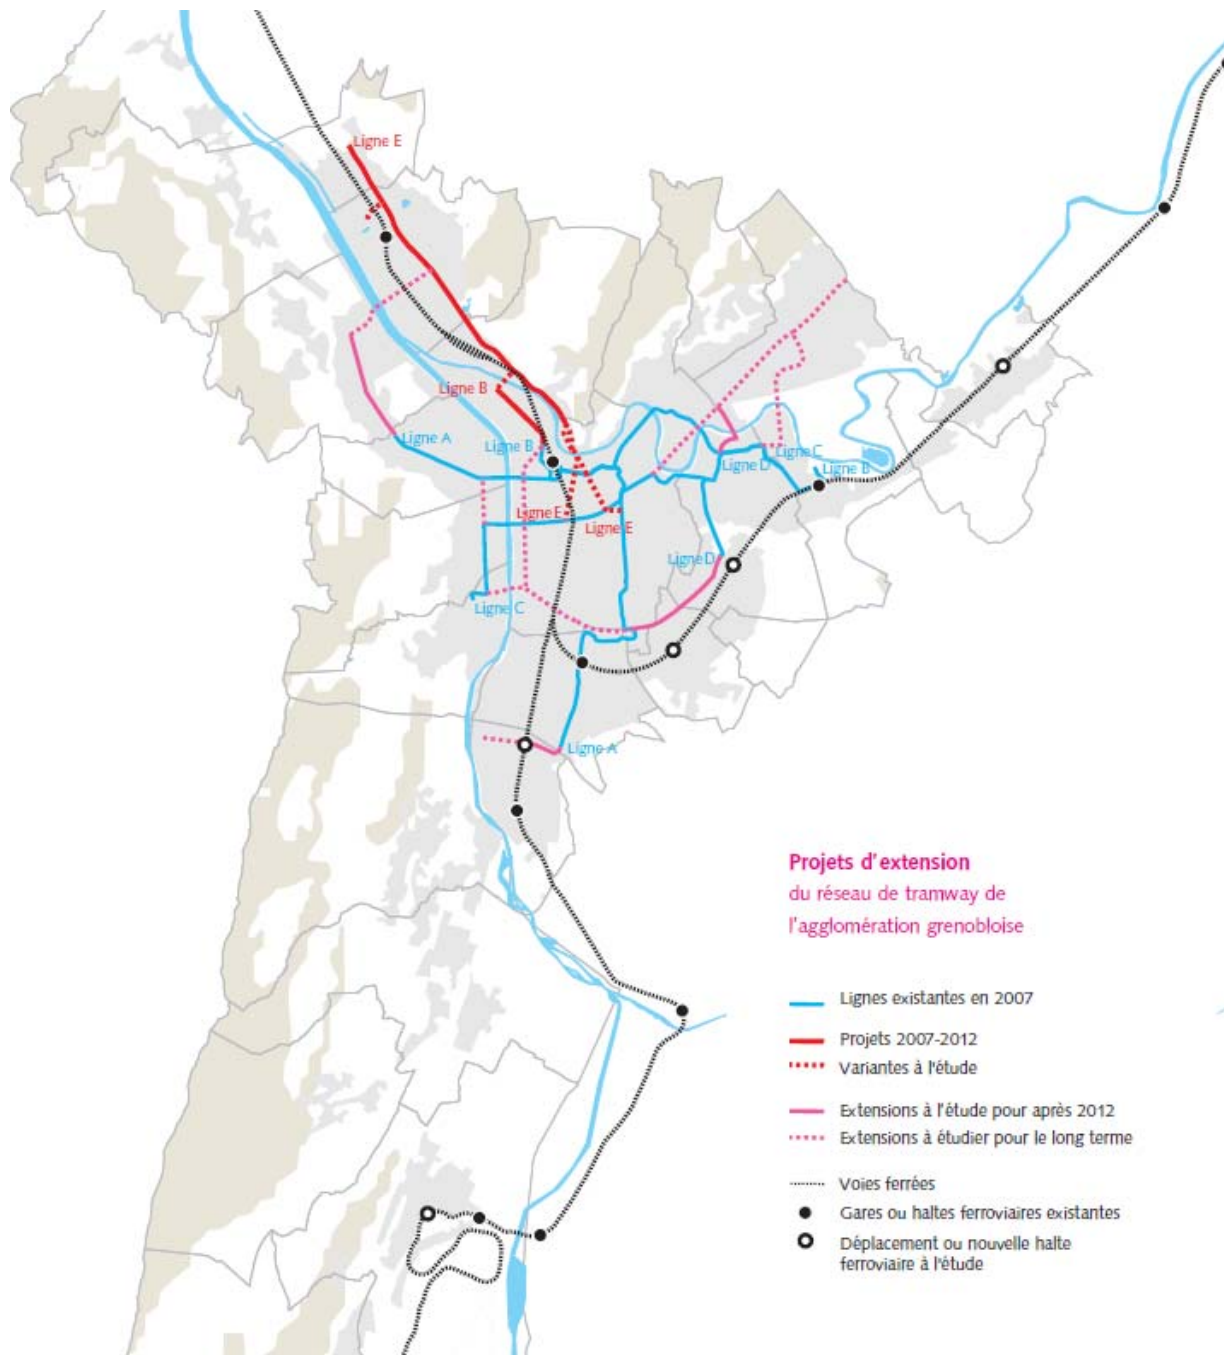 Ligne E
Ligne B
Ligne A
Ligne B
Ligne C
Ligne D
Ligne B
Ligne E
Ligne E
Ligne D
Ligne C
Ligne A
Projets d'extension
du réseau de tramway de
l'agglomération grenobloise
Lignes existantes en 2007
Projets 2007-2012
Variantes à l'étude
Extensions à l'étude pour après 2012
Extensions à étudier pour le long terme
Voies ferrées
Gares ou haltes ferroviaires existantes
Déplacement ou nouvelle halte
ferroviaire à l'étude